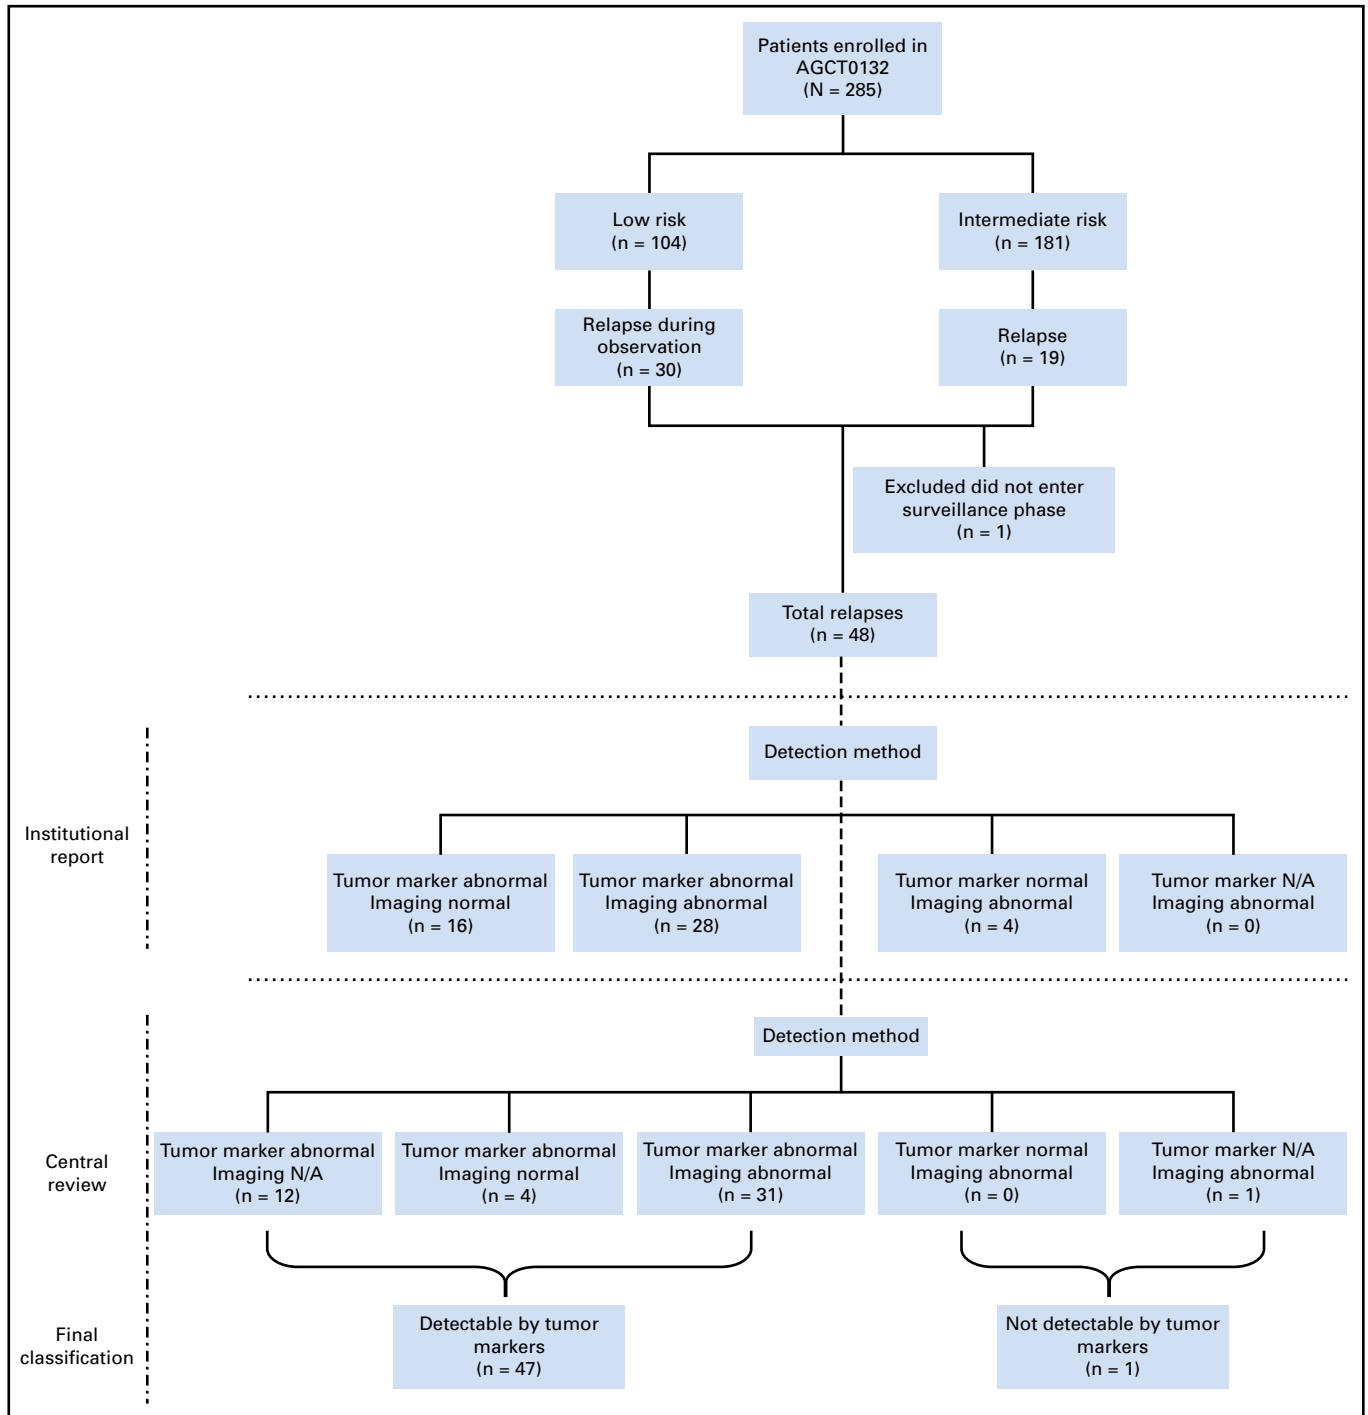 Patients enrolled in
AGCT0132
(N = 285)
Low risk
(n = 104)
Intermediate risk
(n = 181)
Relapse during
observation
(n = 30)
Relapse
(n = 19)
Excluded did not enter
surveillance phase
(n = 1)
Total relapses
(n = 48)
Institutional
report
Detection method
Tumor marker abnormal
Imaging normal
(n = 16)
Tumor marker abnormal
Imaging abnormal
(n = 28)
Tumor marker normal
Imaging abnormal
(n = 4)
Tumor marker N/A
Imaging abnormal
(n = 0)
Central
review
Detection method
Tumor marker abnormal
Imaging N/A
(n = 12)
Tumor marker abnormal
Imaging normal
(n = 4)
Tumor marker abnormal
Imaging abnormal
(n = 31)
Tumor marker normal
Imaging abnormal
(n = 0)
Tumor marker N/A
Imaging abnormal
(n = 1)
Final
classification
Detectable by tumor
markers
(n = 47)
Not detectable by tumor
markers
(n = 1)